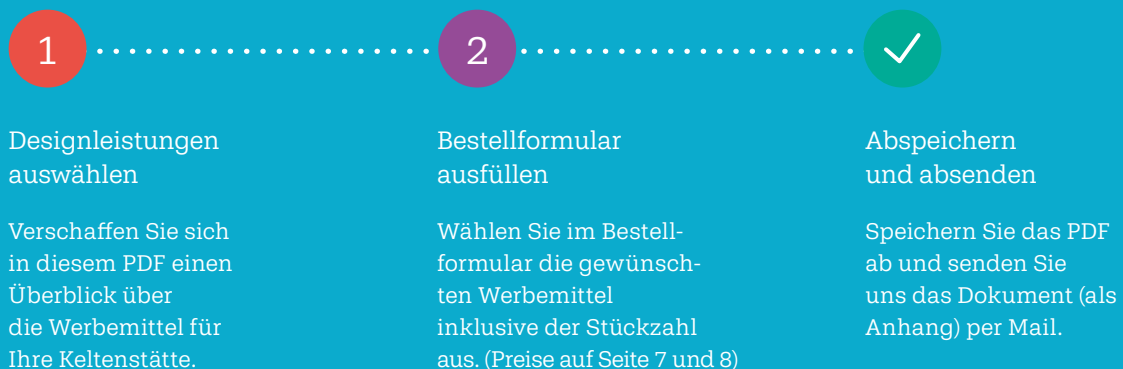 1
Designleistungen
auswählen
Verschaffen Sie sich
in diesem PDF einen
Überblick über
die Werbemittel für
Ihre Keltenstätte.
2
Bestellformular
ausfüllen
Wählen Sie im Bestell-
formular die gewünsch-
ten Werbemittel
inklusive der Stückzahl
aus. (Preise auf Seite 7 und 8)
Abspeichern
und absenden
Speichern Sie das PDF
ab und senden Sie
uns das Dokument (als
Anhang) per Mail.